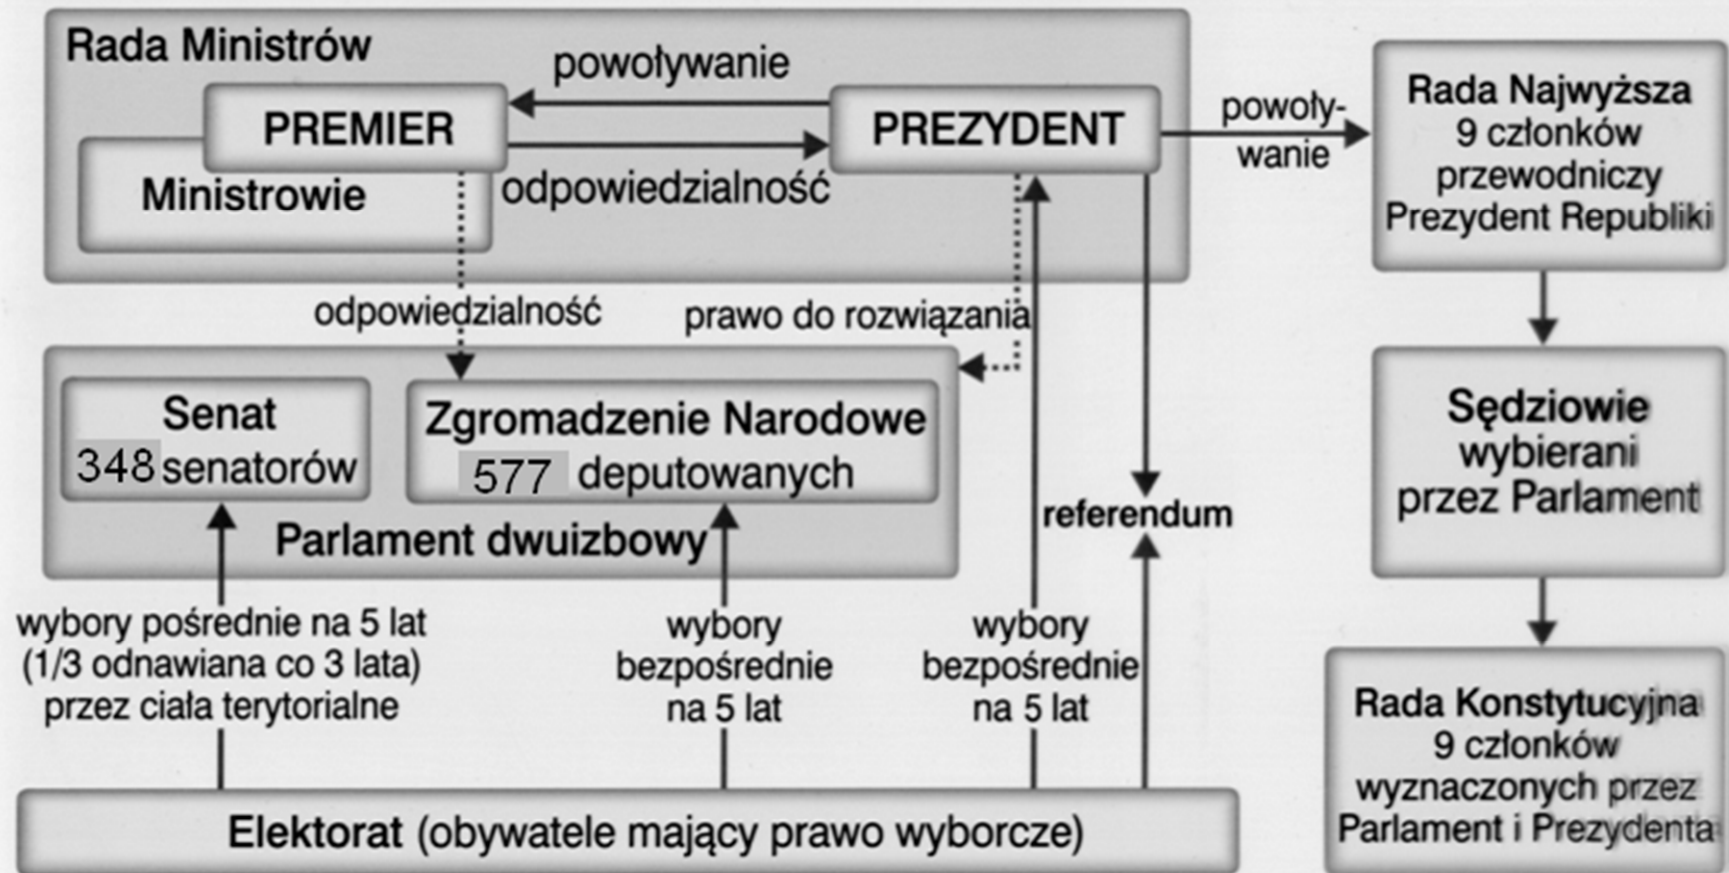 Rada Ministrów
powoływanie
PREMIER
PREZYDENT
odpowiedzialność
Ministrowie
powoły-
wanie
Rada Najwyższa
9 członków
przewodniczy
Prezydent Republiki
odpowiedzialność
prawo do rozwiązania
Senat
348 senatorów
Zgromadzenie Narodowe
577 deputowanych
Parlament dwuizbowy
referendum
Sędziowie
wybierani
przez Parlament
wybory pośrednie na 5 lat
(1/3 odnawiana co 3 lata)
przez ciała terytorialne
wybory
bezpośrednie
na 5 lat
wybory
bezpośrednie
na 5 lat
Rada Konstytucyjna
9 członków
wyznaczonych przez
Parlament i Prezydenta
Elektorat (obywatele mający prawo wyborcze)